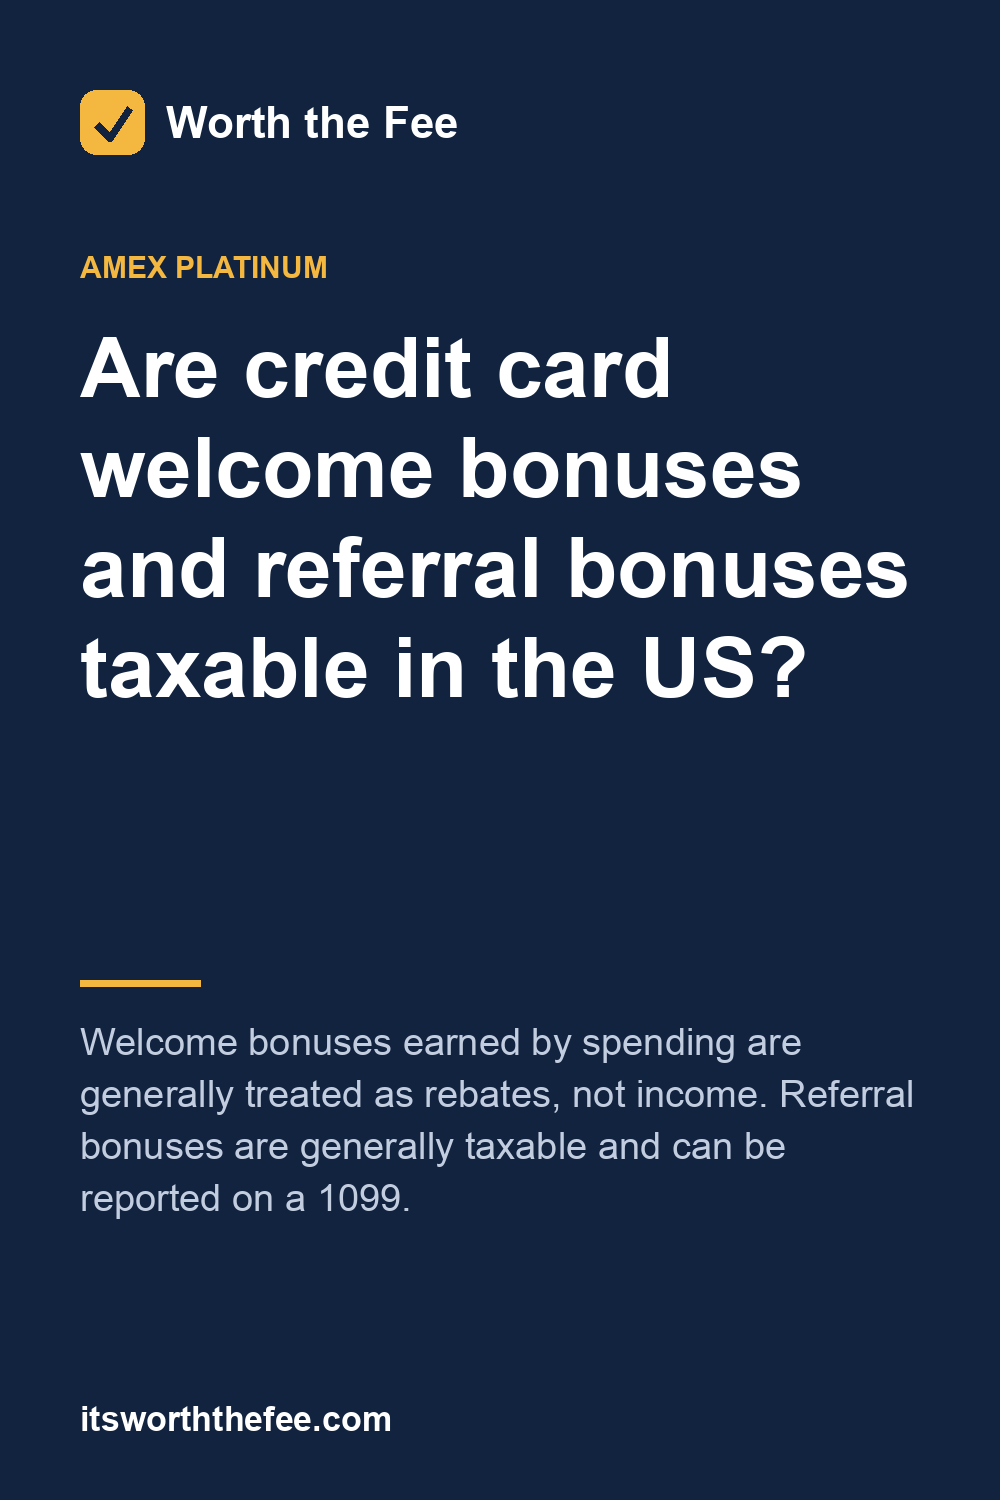 Worth the Fee
AMEX PLATINUM
Are credit card
welcome bonuses
and referral bonuses
taxable in the US?
Welcome bonuses earned by spending are
generally treated as rebates, not income. Referral
bonuses are generally taxable and can be
reported on a 1099.
itsworththefee.com